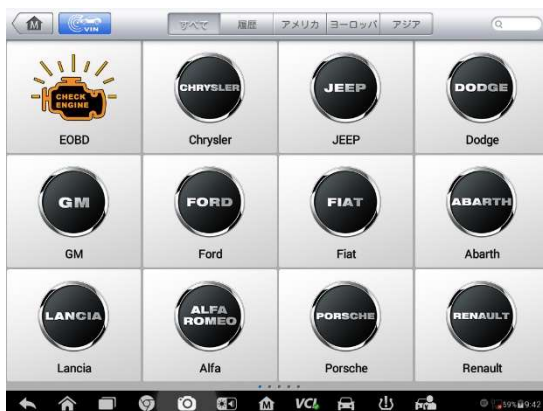 M VIN すべて 履歴 アメリカ ヨーロッパ アジア
CHECK ENGINE
CHRYSLER
JEEP
DODGE
EOBD Chrysler JEEP Dodge
GM
FORD
FIAT
ABARTH
GM Ford Fiat Abarth
LANCIA
ALFA ROMEO
PORSCHE
RENAULT
Lancia Alfa Porsche Renault
M VCI 59% 9:42